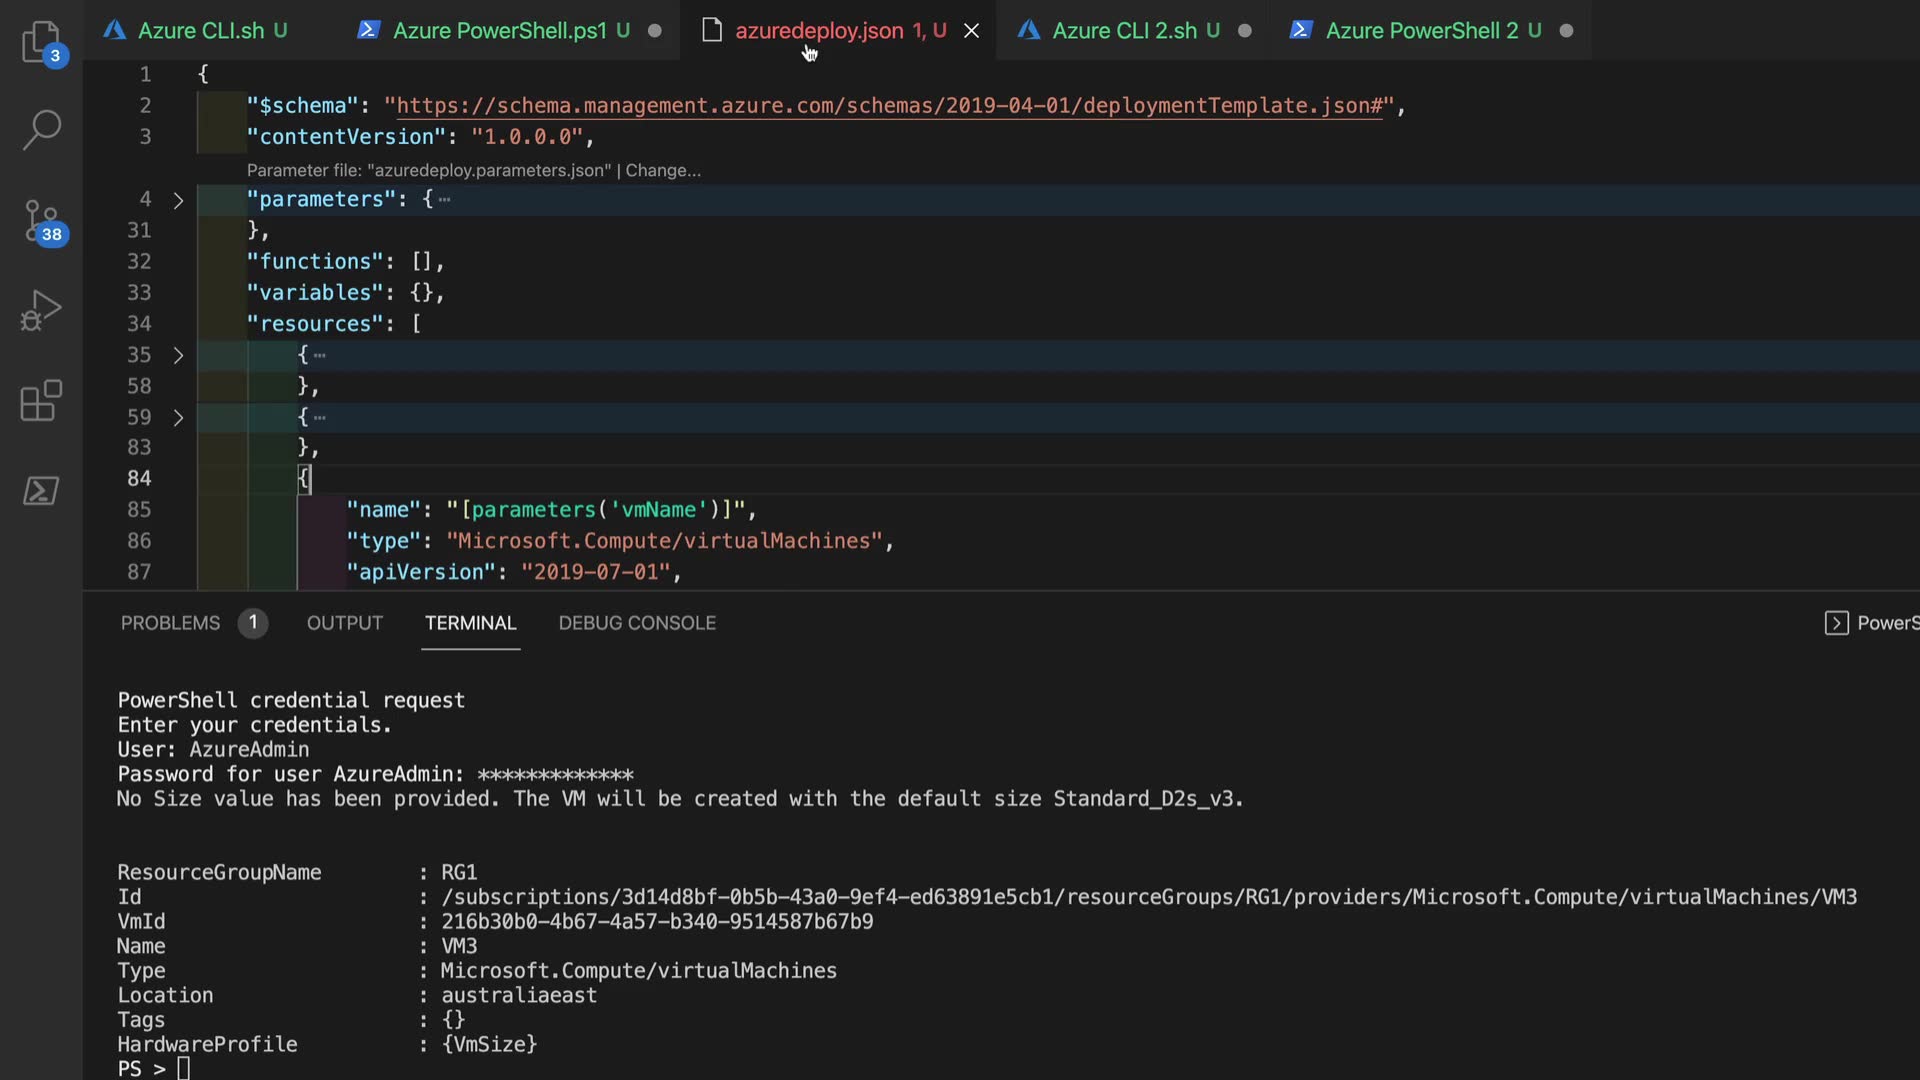 Azure CLI.sh U
Azure PowerShell.ps1 U
azuredeploy.json 1, U
Azure CLI 2.sh U
Azure PowerShell 2 U
3
38
1 {
2 "$schema": "https://schema.management.azure.com/schemas/2019-04-01/deploymentTemplate.json#",
3 "contentVersion": "1.0.0.0",
Parameter file: "azuredeploy.parameters.json" | Change...
4 "parameters": { ⋯
31 },
32 "functions": [],
33 "variables": {},
34 "resources": [
35 { ⋯
58 },
59 { ⋯
83 },
84 {
85 "name": "[parameters('vmName')]",
86 "type": "Microsoft.Compute/virtualMachines",
87 "apiVersion": "2019-07-01",
PROBLEMS 1 OUTPUT TERMINAL DEBUG CONSOLE PowerS
PowerShell credential request
Enter your credentials.
User: AzureAdmin
Password for user AzureAdmin: *************
No Size value has been provided. The VM will be created with the default size Standard_D2s_v3.
ResourceGroupName : RG1
Id : /subscriptions/3d14d8bf-0b5b-43a0-9ef4-ed63891e5cb1/resourceGroups/RG1/providers/Microsoft.Compute/virtualMachines/VM3
VmId : 216b30b0-4b67-4a57-b340-9514587b67b9
Name : VM3
Type : Microsoft.Compute/virtualMachines
Location : australiaeast
Tags : {}
HardwareProfile : {VmSize}
PS >